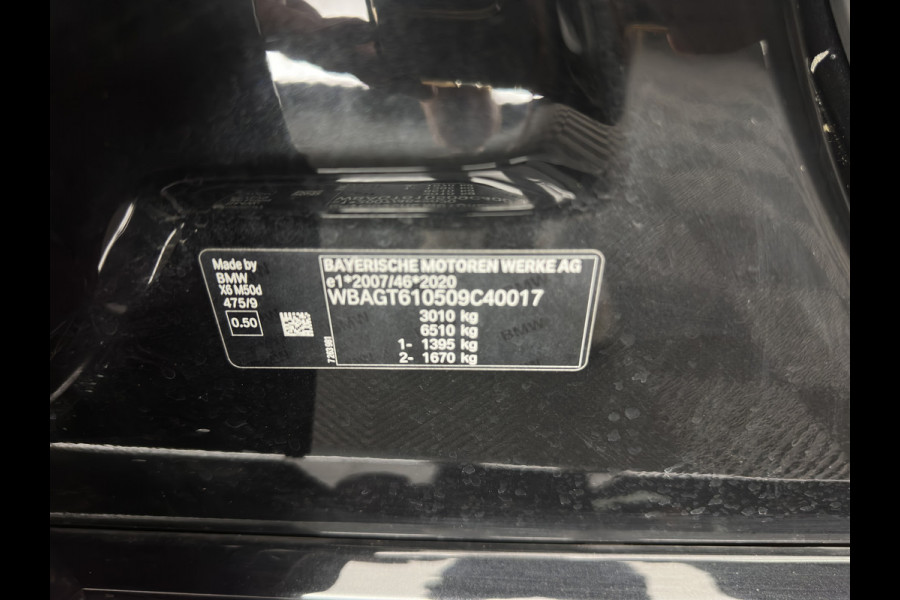 Made by
BMW
X6 M50d
475/9
0.50
BAYERISCHE MOTOREN WERKE AG
e1*2007/46*2020
WBAGT610509C40017
3010 kg
6510 kg
1- 1395 kg
2- 1670 kg
BMW